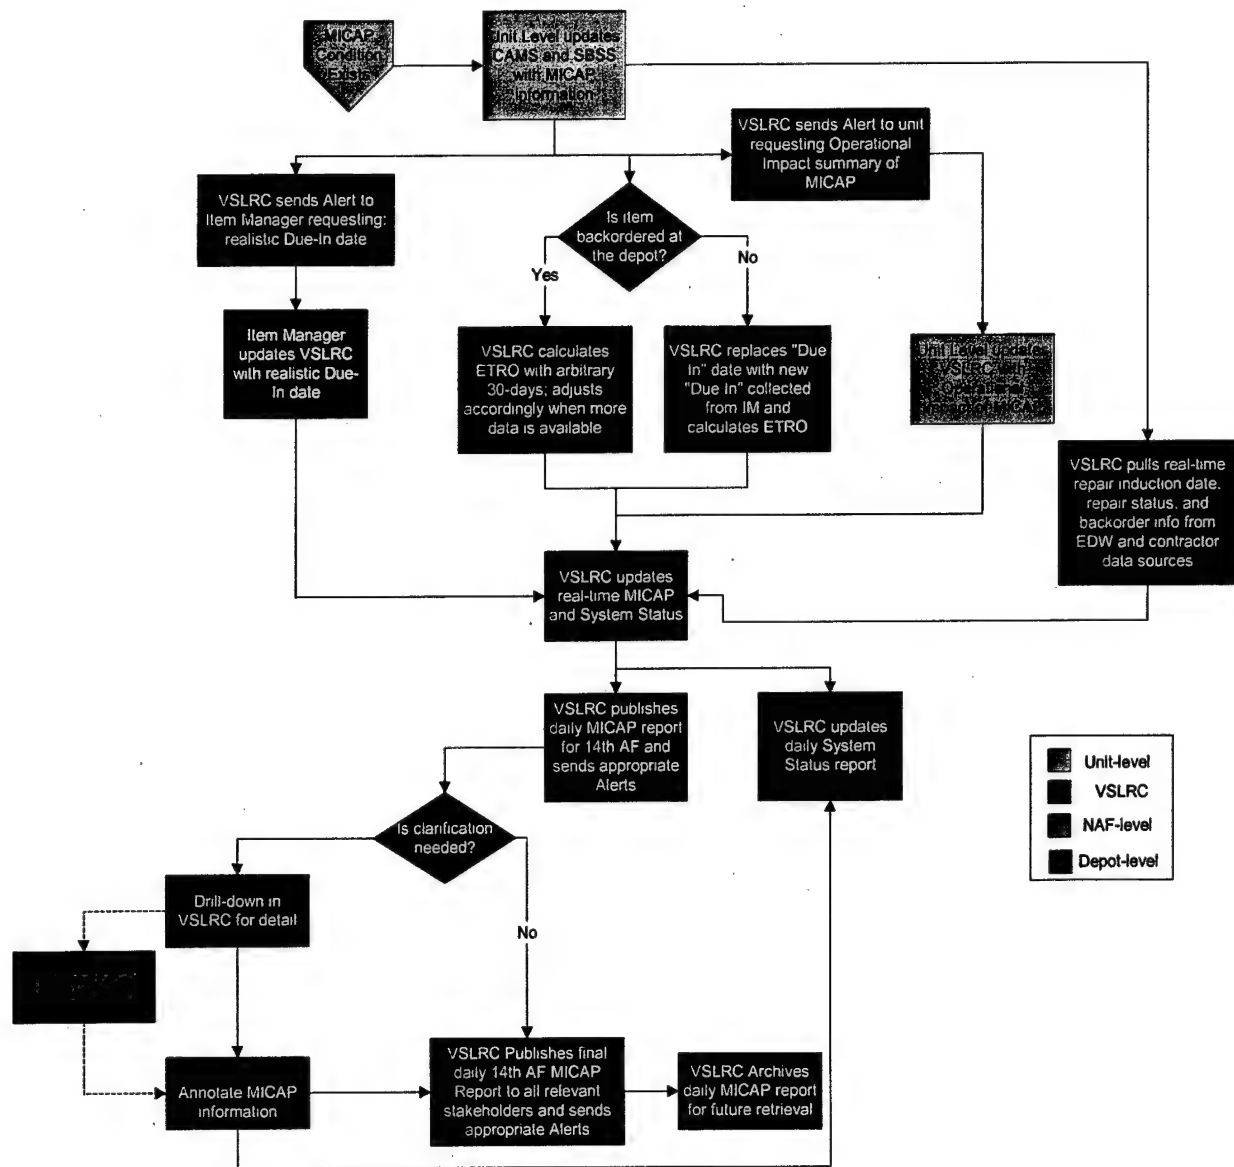 MICAP
Condition
Exists
Unit Level updates
CAMS and SBSS
with MICAP
Information
VSLRC sends Alert to unit
requesting Operational
Impact summary of
MICAP
VSLRC sends Alert to
Item Manager requesting:
realistic Due-In date
Is item
backordered at
the depot?
Yes
No
Item Manager
updates VSLRC
with realistic Due-
In date
VSLRC calculates
ETRO with arbitrary
30-days; adjusts
accordingly when more
data is available
VSLRC replaces "Due
In" date with new "Due In" collected
from IM and
calculates ETRO
Unit Level updates
VSLRC with
MICAP
VSLRC pulls real-time
repair induction date,
repair status, and
backorder info from
EDW and contractor
data sources
VSLRC updates
real-time MICAP
and System Status
VSLRC publishes
daily MICAP report
for 14th AF and
sends appropriate
Alerts
VSLRC updates
daily System
Status report
Unit-level
VSLRC
NAF-level
Depot-level
Is clarification
needed?
Drill-down in
VSLRC for detail
No
Annotate MICAP
information
VSLRC Publishes final
daily 14th AF MICAP
Report to all relevant
stakeholders and sends
appropriate Alerts
VSLRC Archives
daily MICAP report
for future retrieval